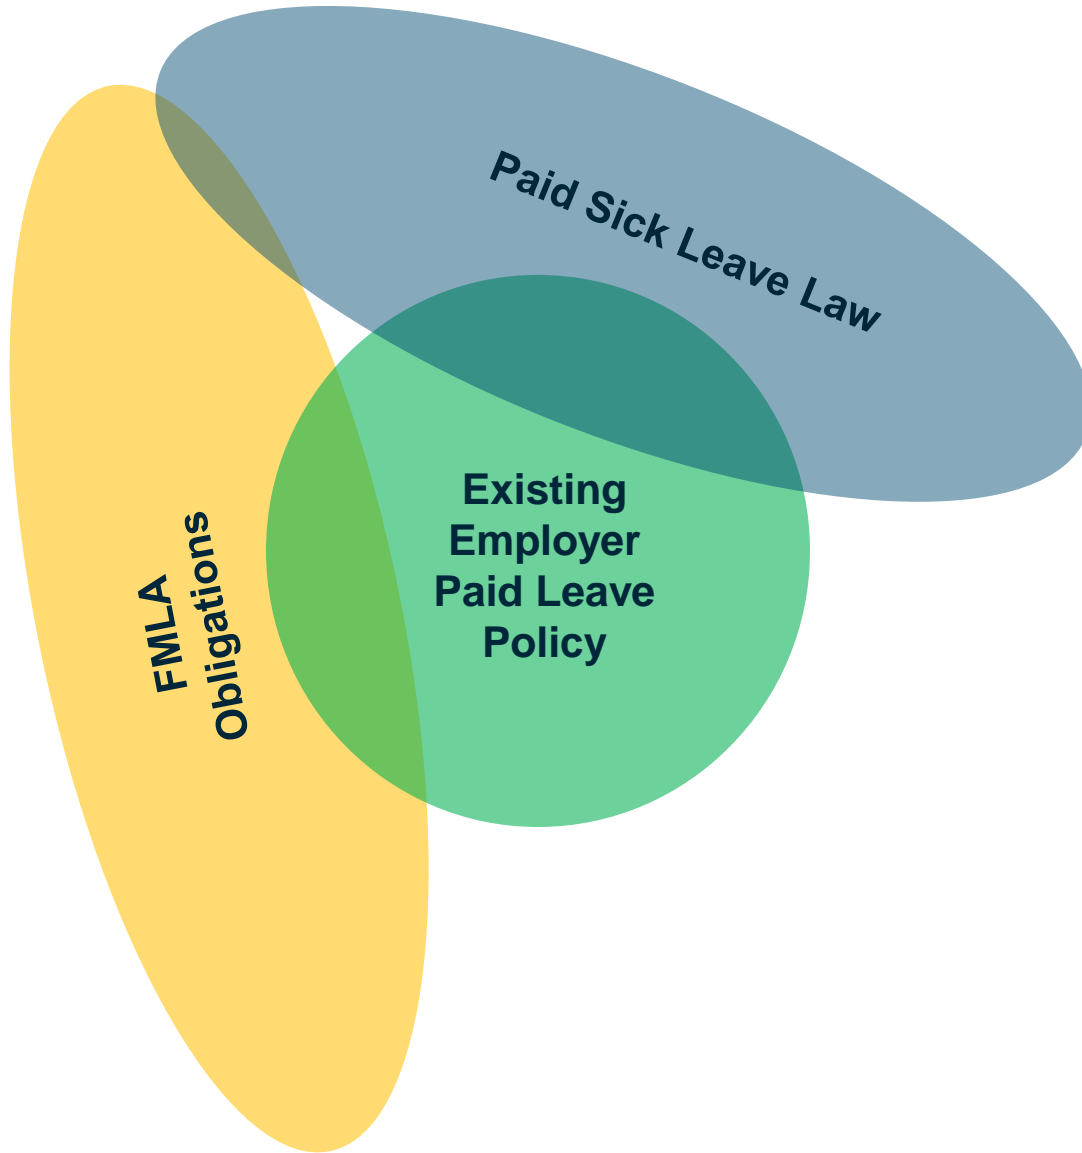 Paid Sick Leave Law
Existing
Employer
Paid Leave
Policy
FMLA
Obligations